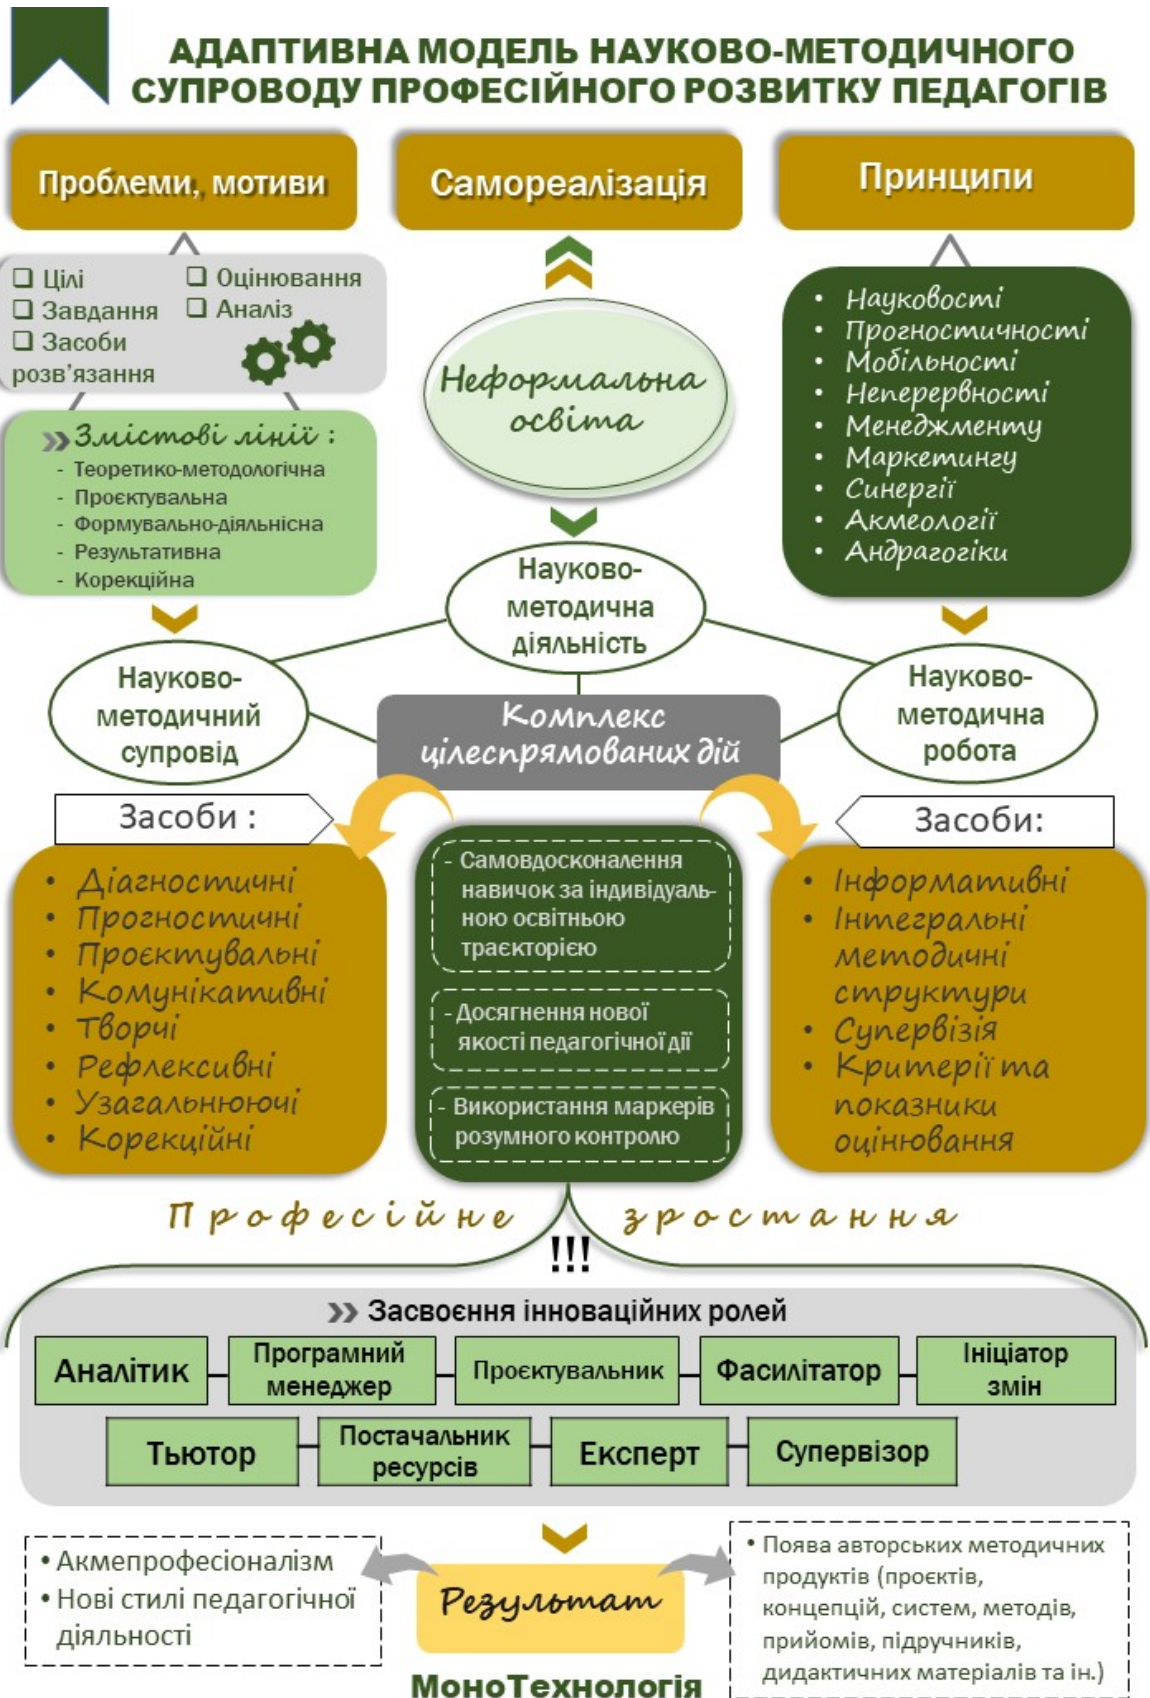 АДАПТИВНА МОДЕЛЬ НАУКОВО-МЕТОДИЧНОГО
СУПРОВОДУ ПРОФЕСІЙНОГО РОЗВИТКУ ПЕДАГОГІВ
Проблеми, мотиви
Самореалізація
Принципи
❑ Цілі
❑ Завдання
❑ Засоби
розв'язання
❑ Оцінювання
❑ Аналіз
Неформальна
освіта
• Науковості
• Прогностичності
• Мобільності
• Неперервності
• Менеджменту
• Маркетингу
• Синергії
• Акмеології
• Андрагогіки
Змістові лінії :
- Теоретико-методологічна
- Проєктувальна
- Формувально-діяльнісна
- Результативна
- Корекційна
Науково-
методична
діяльність
Науково-
методичний
супровід
Комплекс
цілеспрямованих дій
Науково-
методична
робота
Засоби :
• Діагностичні
• Прогностичні
• Проєктувальні
• Комунікативні
• Творчі
• Рефлексивні
• Узагальнюючі
• Корекційні
- Самовдосконалення
навичок за індивідуаль-
ною освітньою
траєкторією
- Досягнення нової
якості педагогічної дії
- Використання маркерів
розумного контролю
Засоби:
• Інформативні
• Інтегральні
методичні
структури
• Супервізія
• Критерії та
показники
оцінювання
Професійне зростання
!!!
Засвоєння інноваційних ролей
Аналітик
Програмний
менеджер
Проєктувальник
Фасилітатор
Ініціатор
змін
Тьютор
Постачальник
ресурсів
Експерт
Супервізор
• Акмепрофесіоналізм
• Нові стилі педагогічної
діяльності
Результат
• Поява авторських методичних
продуктів (проєктів,
концепцій, систем, методів,
прийомів, підручників,
дидактичних матеріалів та ін.)
МоноТехнологія